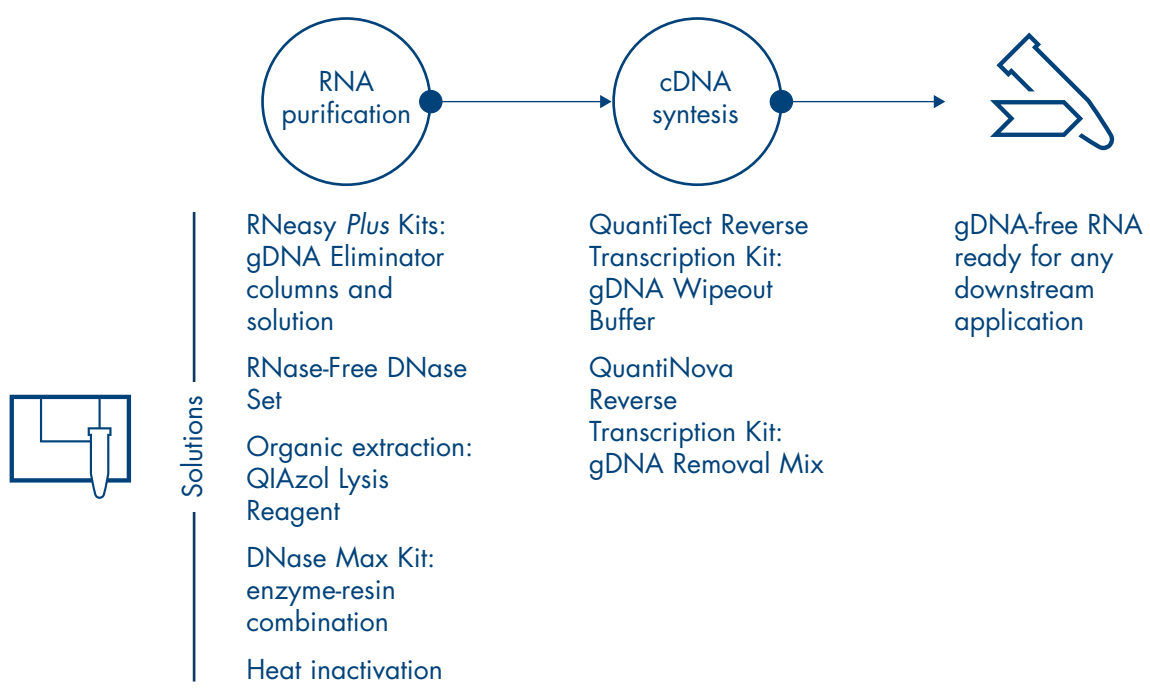 RNA
purification
cDNA
syntesis
Solutions
RNeasy Plus Kits:
gDNA Eliminator
columns and
solution
RNase-Free DNase
Set
Organic extraction:
QIAzol Lysis
Reagent
DNase Max Kit:
enzyme-resin
combination
Heat inactivation
QuantiTect Reverse
Transcription Kit:
gDNA Wipeout
Buffer
QuantiNova
Reverse
Transcription Kit:
gDNA Removal Mix
gDNA-free RNA
ready for any
downstream
application